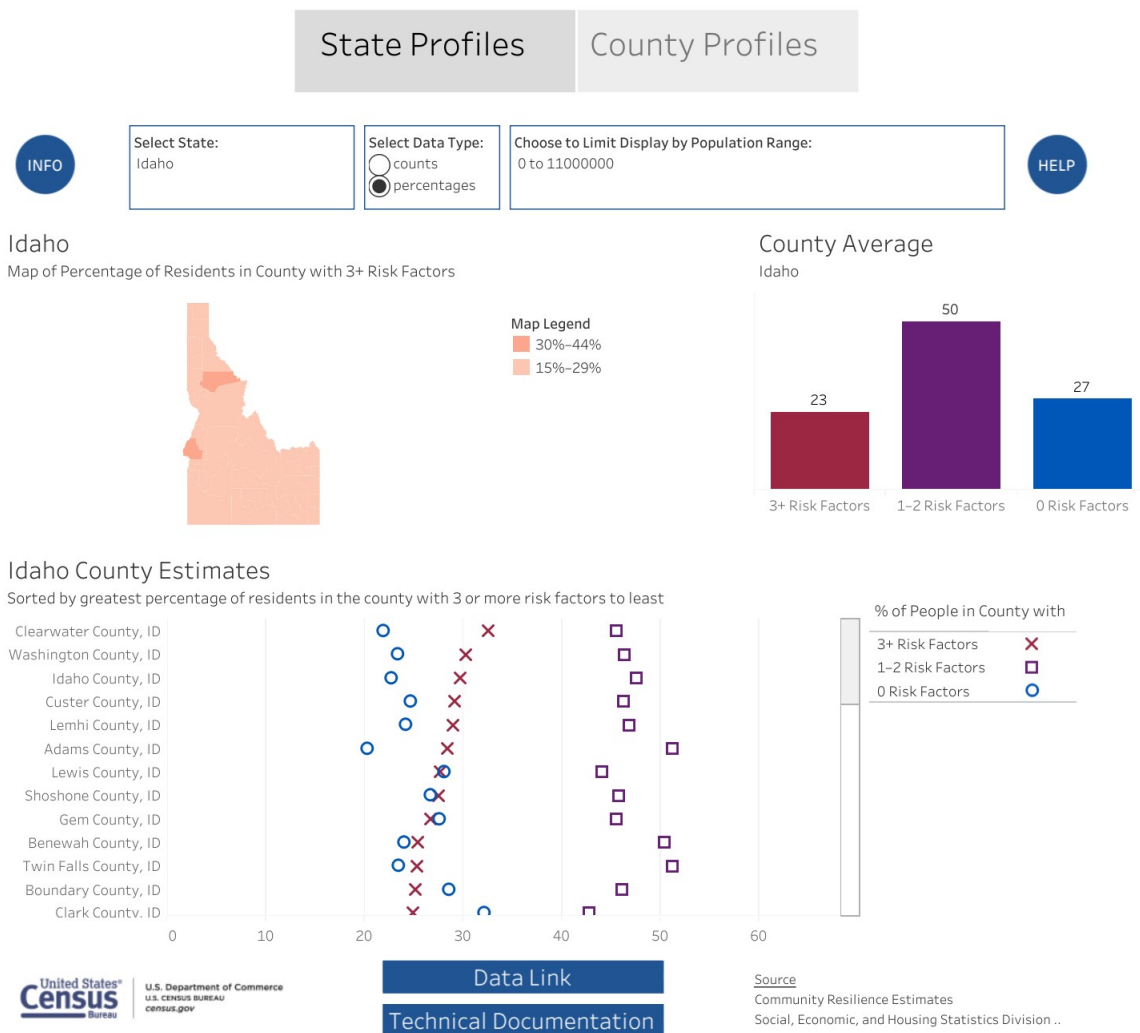 State Profiles
County Profiles
INFO
Select State:
Idaho
Select Data Type:
counts
percentages
Choose to Limit Display by Population Range:
0 to 11000000
HELP
Idaho
Map of Percentage of Residents in County with 3+ Risk Factors
Map Legend
30%–44%
15%–29%
County Average
Idaho
50
27
23
3+ Risk Factors
1–2 Risk Factors
0 Risk Factors
Idaho County Estimates
Sorted by greatest percentage of residents in the county with 3 or more risk factors to least
Clearwater County, ID
Washington County, ID
Idaho County, ID
Custer County, ID
Lemhi County, ID
Adams County, ID
Lewis County, ID
Shoshone County, ID
Gem County, ID
Benewah County, ID
Twin Falls County, ID
Boundary County, ID
Clark County, ID
0 10 20 30 40 50 60
% of People in County with
3+ Risk Factors
1–2 Risk Factors
0 Risk Factors
United States®
Census
Bureau
U.S. Department of Commerce
U.S. CENSUS BUREAU
census.gov
Data Link
Technical Documentation
Source
Community Resilience Estimates
Social, Economic, and Housing Statistics Division ..